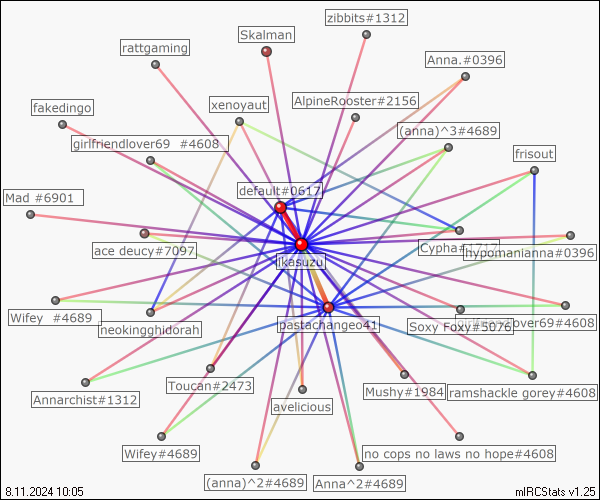 zibbits#1312
Skalman
rattgaming
Anna.#0396
xenoyaut
AlpineRooster#2156
fakedingo
(anna)^3#4689
girlfriendlover69 #4608
frisout
default#0617
Mad #6901
ace deucy#7097
Cypha#1717
hypomanianna#0396
ikasuzu
Wifey #4689
neokingghidorah
pastachangeo41
Soxy Foxy#5076
lover69#4608
Annarchist#1312
Toucan#2473
avelicious
Mushy#1984
ramshackle gorey#4608
Wifey#4689
no cops no laws no hope#4608
(anna)^2#4689
Anna^2#4689
8.11.2024 10:05
mIRCStats v1.25